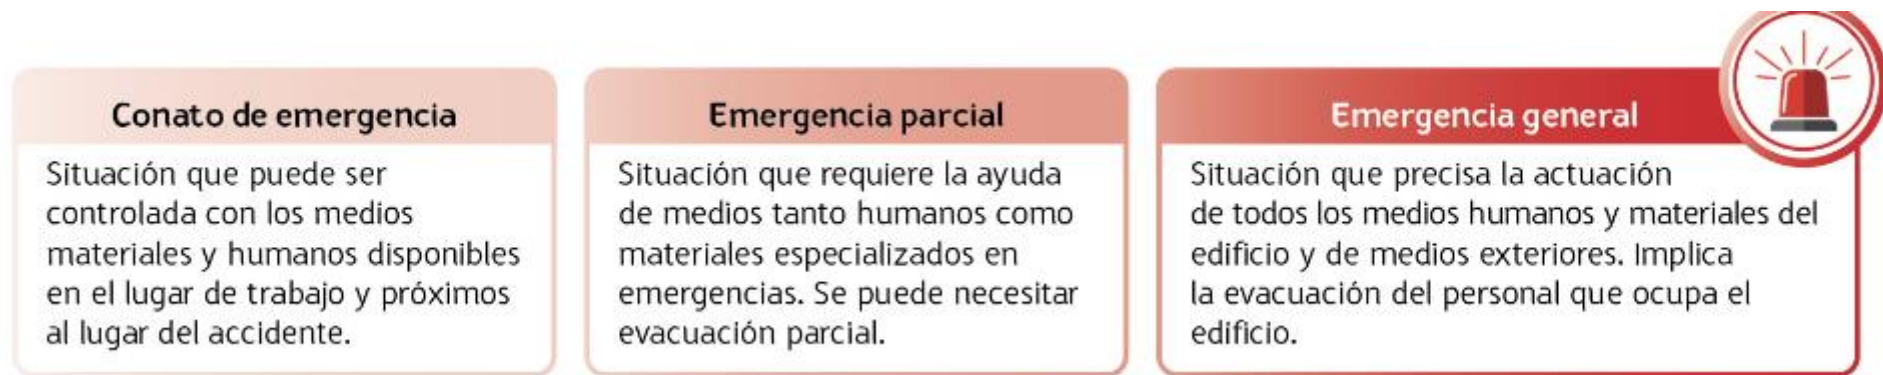 Conato de emergencia
Situación que puede ser
controlada con los medios
materiales y humanos disponibles
en el lugar de trabajo y próximos
al lugar del accidente.
Emergencia parcial
Situación que requiere la ayuda
de medios tanto humanos como
materiales especializados en
emergencias. Se puede necesitar
evacuación parcial.
Emergencia general
Situación que precisa la actuación
de todos los medios humanos y materiales del
edificio y de medios exteriores. Implica
la evacuación del personal que ocupa el
edificio.